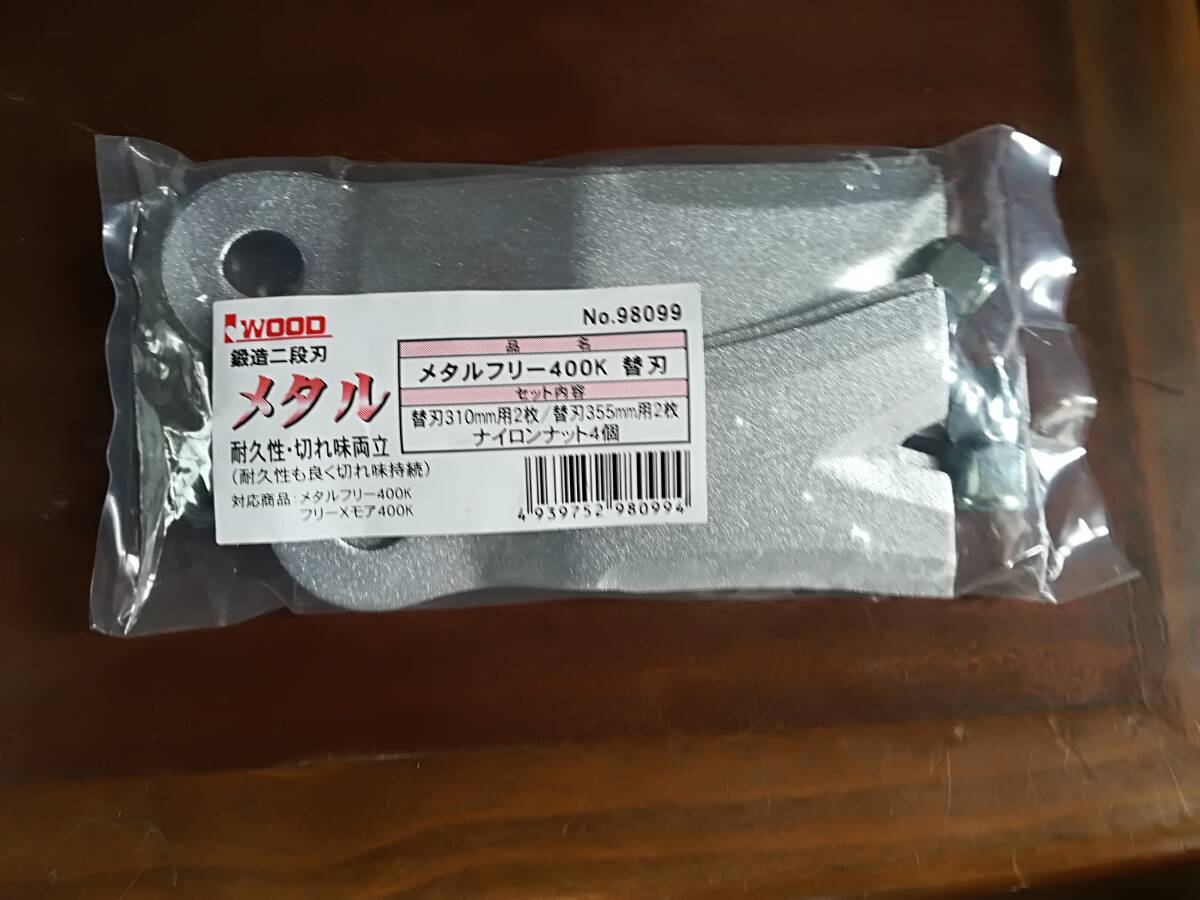 WOOD
鍛造二段刃
メタル
耐久性・切れ味両立
(耐久性も良く切れ味持続)
対応商品:メタルフリー400K
フリーXモア400K
No.98099
品 名
メタルフリー400K 替刃
セット内容
替刃310mm用2枚/替刃355mm用2枚
ナイロンナット4個
4 939752 980994